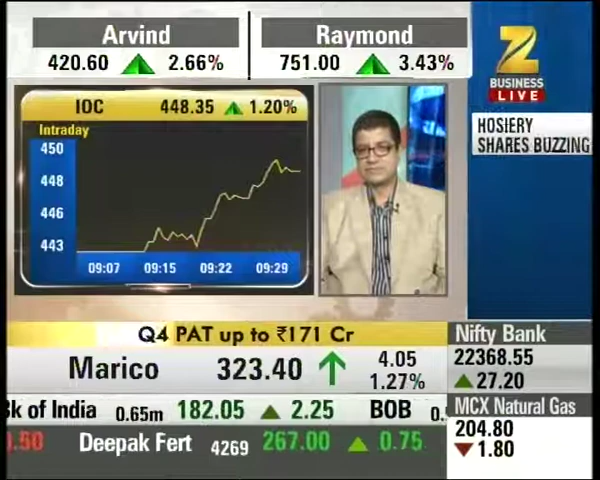 Arvind
420.60 2.66%
Raymond
751.00 3.43%
Z
BUSINESS
LIVE
HOSIERY
SHARES BUZZING
IOC 448.35 1.20%
Intraday
450
448
446
443
09:07 09:15 09:22 09:29
Q4 PAT up to ₹171 Cr
Marico 323.40 4.05
1.27%
Nifty Bank
22368.55
27.20
k of India 0.65m 182.05 2.25 BOB 0.
MCX Natural Gas
204.80
1.80
.50 Deepak Fert 4269 267.00 0.75